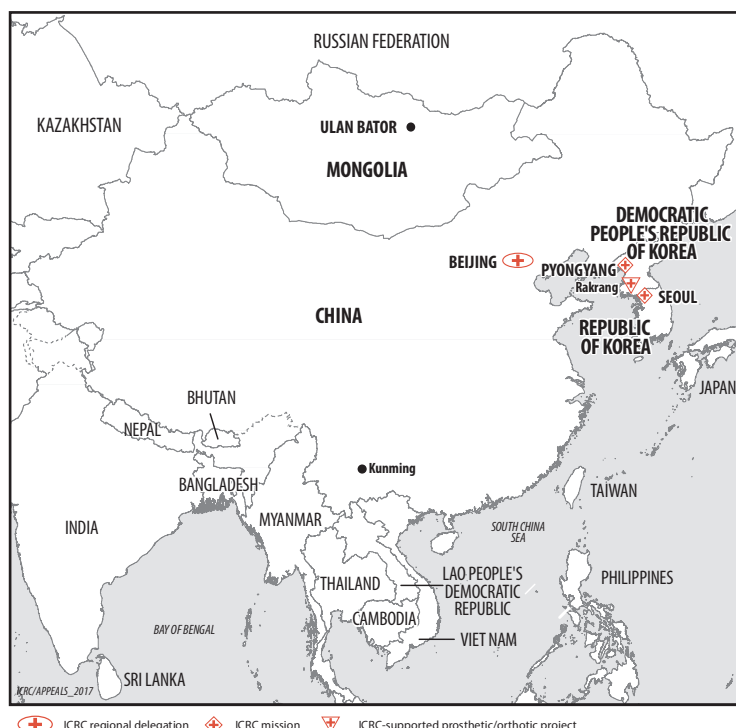 RUSSIAN FEDERATION
KAZAKHSTAN
ULAN BATOR
MONGOLIA
DEMOCRATIC
PEOPLE'S REPUBLIC
OF KOREA
BEIJING
PYONGYANG
Rakrang
SEOUL
CHINA
REPUBLIC
OF KOREA
JAPAN
BHUTAN
NEPAL
Kunming
BANGLADESH
TAIWAN
INDIA
MYANMAR
SOUTH CHINA
SEA
THAILAND
LAO PEOPLE'S
DEMOCRATIC
REPUBLIC
PHILIPPINES
CAMBODIA
BAY OF BENGAL
VIET NAM
SRI LANKA
ICRC/APPEALS_2017
ICRC regional delegation ICRC mission ICRC-supported prosthetic/orthotic project